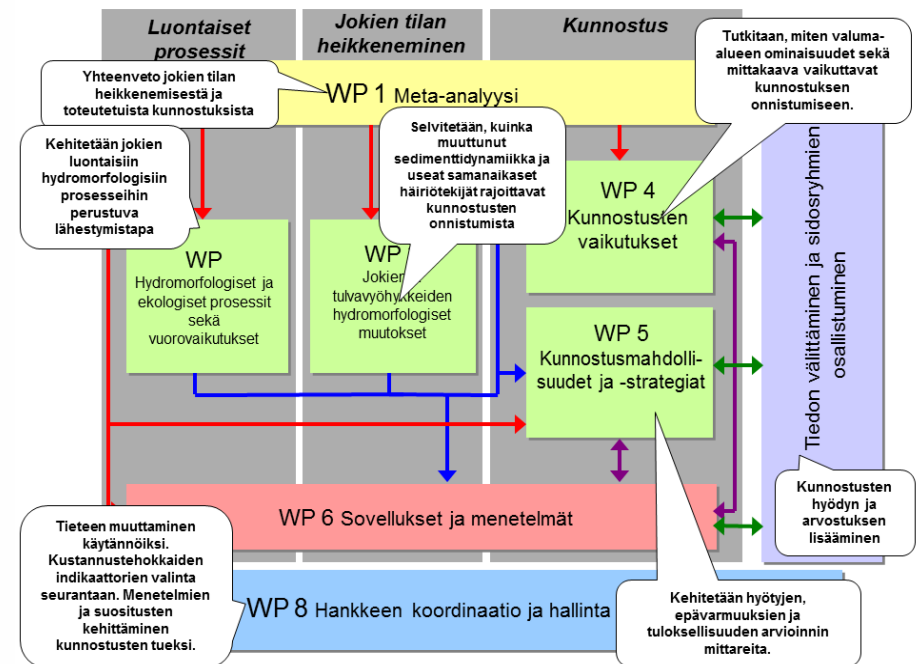 Luontaiset
prosessit
Jokien tilan
heikkeneminen
Kunnostus
Yhteenveto jokien tilan
heikkenemisestä ja
toteutetuista kunnostuksista
WP 1 Meta-analyysi
Tutkitaan, miten valuma-
alueen ominaisuudet sekä
mittakaava vaikuttavat
kunnostuksen
onnistumiseen.
Kehitetään jokien
luontaisiin
hydromorfologisiin
prosesseihin
perustuva
lähestymistapa
Selvitetään, kuinka
muuttunut
sedimenttidynamiikka ja
useat samanaikaset
häiriötekijät rajoittavat
kunnostusten
onnistumista
WP
Hydromorfologiset ja
ekologiset prosessit
sekä
vuorovaikutukset
WP
Jokien
tulvavyöhykkeiden
hydromorfologiset
muutokset
WP 4
Kunnostusten
vaikutukset
WP 5
Kunnostusmahdolli-
suudet ja -strategiat
Tiedon välittäminen ja sidosryhmien
osallistuminen
Kunnostusten
hyödyn ja
arvostuksen
lisääminen
WP 6 Sovellukset ja menetelmät
Tieteen muuttaminen
käytännöiksi.
Kustannustehokkaiden
indikaattorien valinta
seurantaan. Menetelmien
ja suositusten
kehittäminen
kunnostusten tueksi.
WP 8 Hankkeen koordinaatio ja hallinta
Kehitetään hyötyjen,
epävarmuuksien ja
tuloksellisuuden arvioinnin
mittareita.